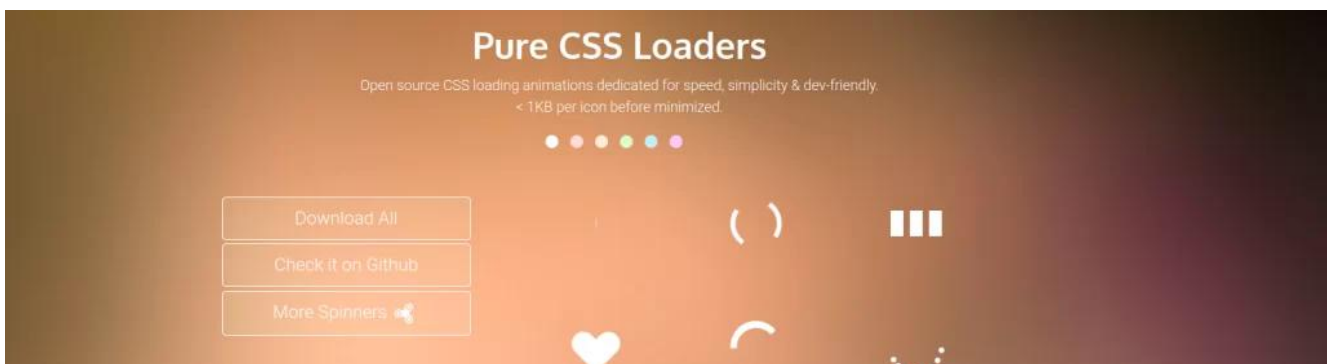 Pure CSS Loaders
Open source CSS loading animations dedicated for speed, simplicity & dev-friendly.
< 1KB per icon before minimized.
Download All
Check it on Github
More Spinners